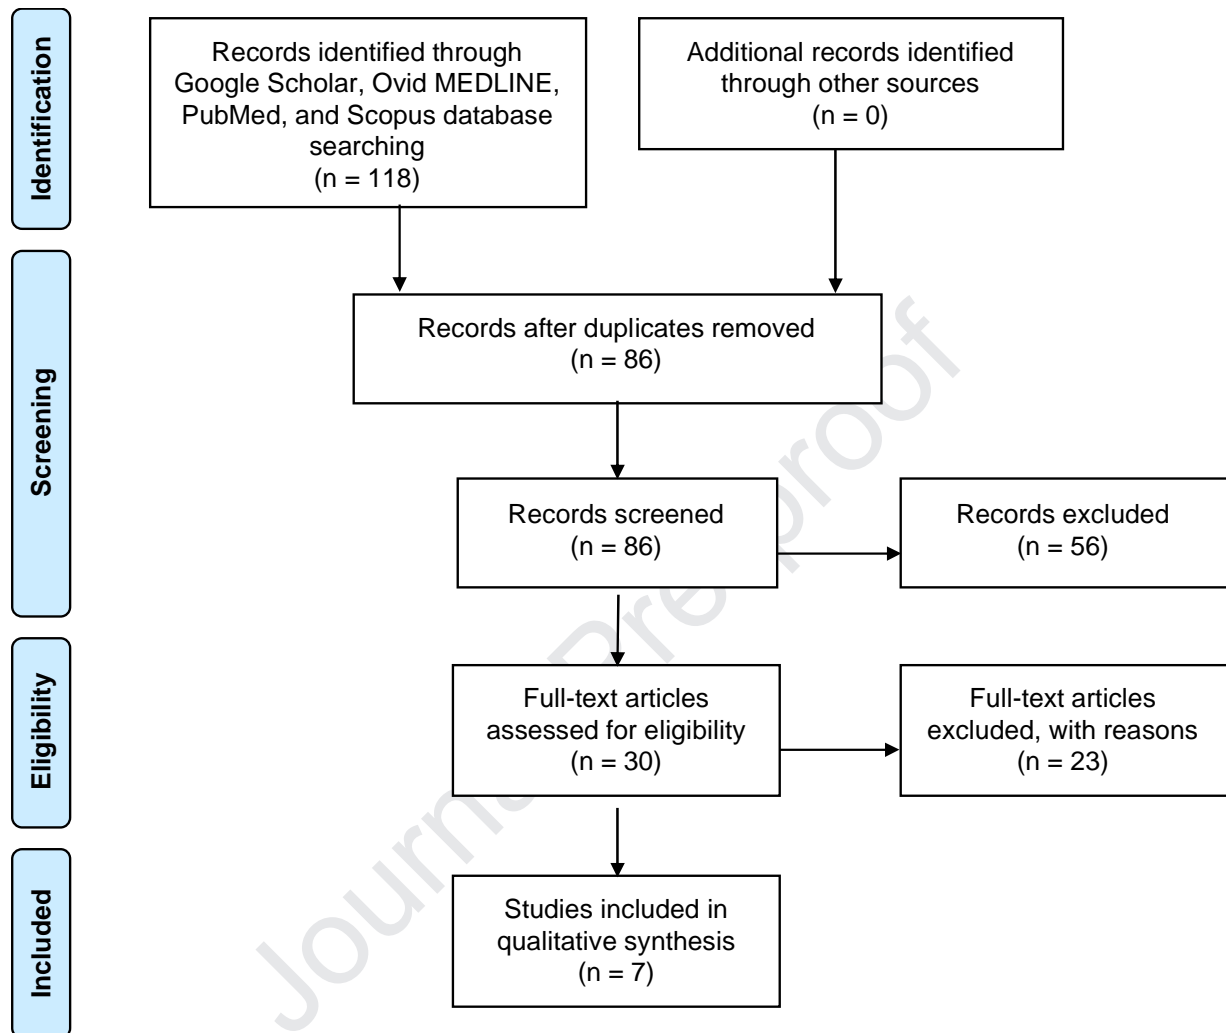 Identification
Records identified through
Google Scholar, Ovid MEDLINE,
PubMed, and Scopus database
searching
(n = 118)
Additional records identified
through other sources
(n = 0)
Screening
Records after duplicates removed
(n = 86)
Records screened
(n = 86)
Records excluded
(n = 56)
Eligibility
Full-text articles
assessed for eligibility
(n = 30)
Full-text articles
excluded, with reasons
(n = 23)
Included
Studies included in
qualitative synthesis
(n = 7)
Journal Pre-proof